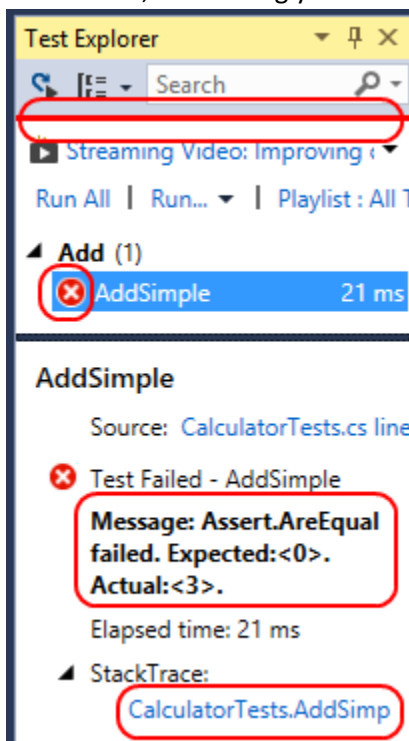 Test Explorer
Search
Streaming Video: Improving
Run All | Run... | Playlist : All
Add (1)
AddSimple 21 ms
AddSimple
Source: CalculatorTests.cs line
Test Failed - AddSimple
Message: Assert.AreEqual
failed. Expected:<0>.
Actual:<3>.
Elapsed time: 21 ms
StackTrace:
CalculatorTests.AddSimp